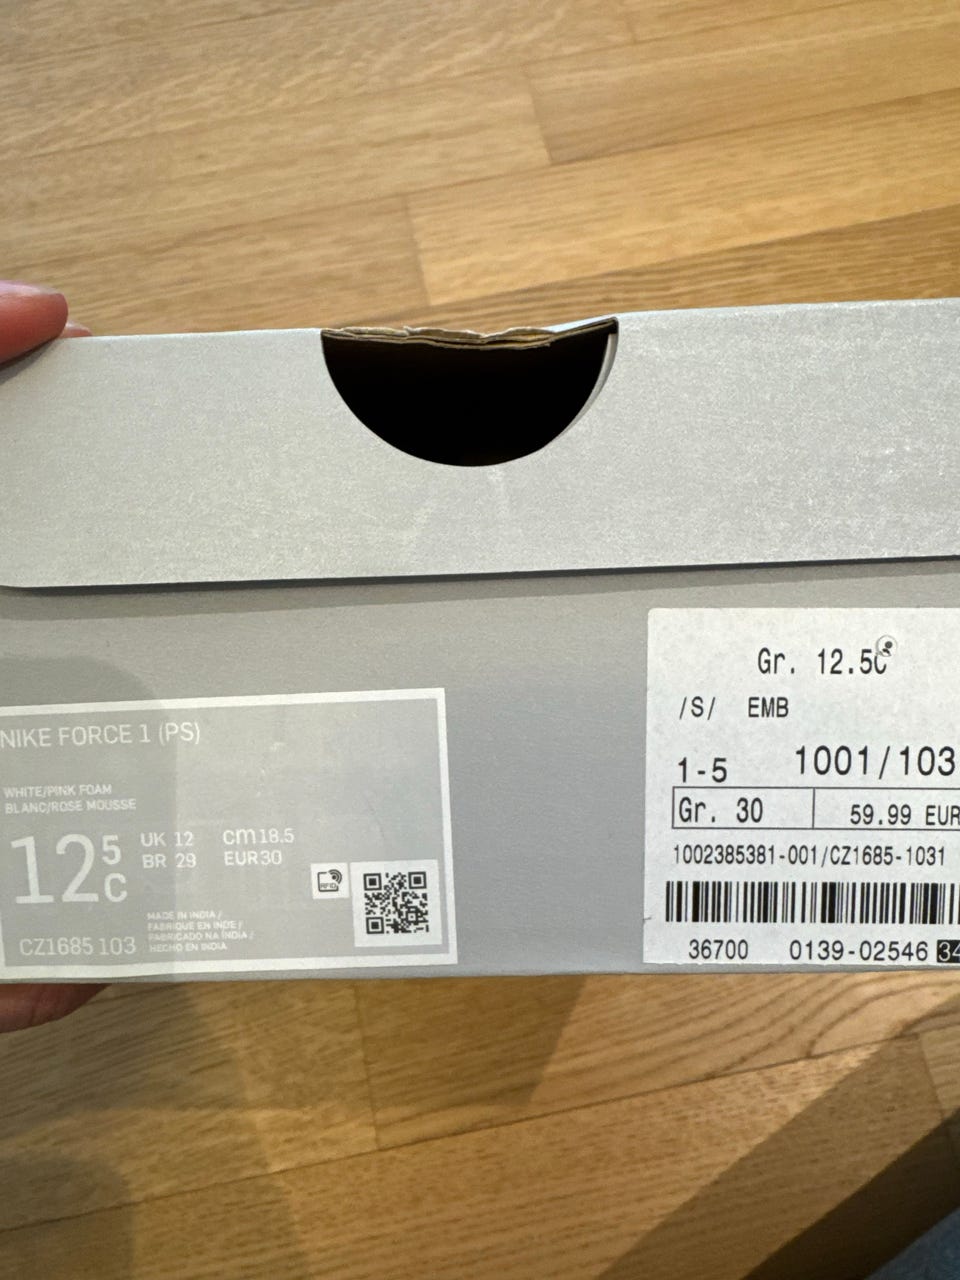 NIKE FORCE 1 (PS)
WHITE/PINK FOAM
BLANC/ROSE MOUSSE
12 5 C
UK 12 cm 18.5
BR 29 EUR 30
RFID
MADE IN INDIA /
FABRIQUE EN INDE /
FABRICADO NA ÍNDIA /
HECHO EN INDIA
CZ1685 103
Gr. 12.5C
/S/ EMB
1-5 1001/103
Gr. 30 59.99 EUR
1002385381-001/CZ1685-1031
36700 0139-02546 34